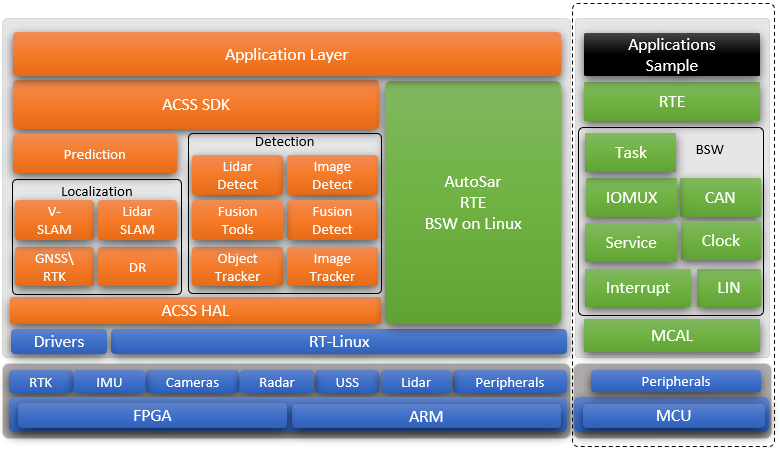 Application Layer
ACSS SDK
Prediction
Localization
V-
SLAM
Lidar
SLAM
GNSS\
RTK
DR
Detection
Lidar
Detect
Image
Detect
Fusion
Tools
Fusion
Detect
Object
Tracker
Image
Tracker
ACSS HAL
AutoSar
RTE
BSW on Linux
Drivers
RT-Linux
RTK
IMU
Cameras
Radar
USS
Lidar
Peripherals
FPGA
ARM
Applications
Sample
RTE
Task
BSW
IOMUX
CAN
Service
Clock
Interrupt
LIN
MCAL
Peripherals
MCU